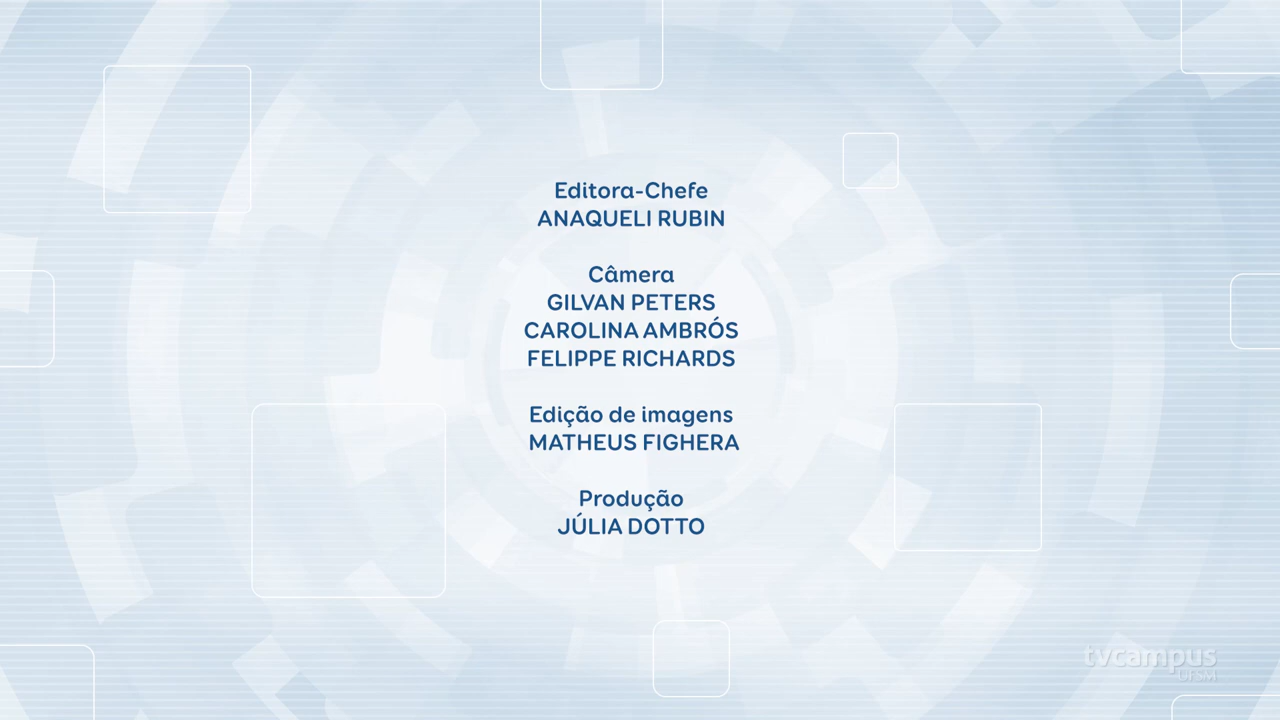 Editora-Chefe
ANAQUELI RUBIN
Câmera
GILVAN PETERS
CAROLINA AMBRÓS
FELIPPE RICHARDS
Edição de imagens
MATHEUS FIGHERA
Produção
JÚLIA DOTTO
tvcampus
UFSM